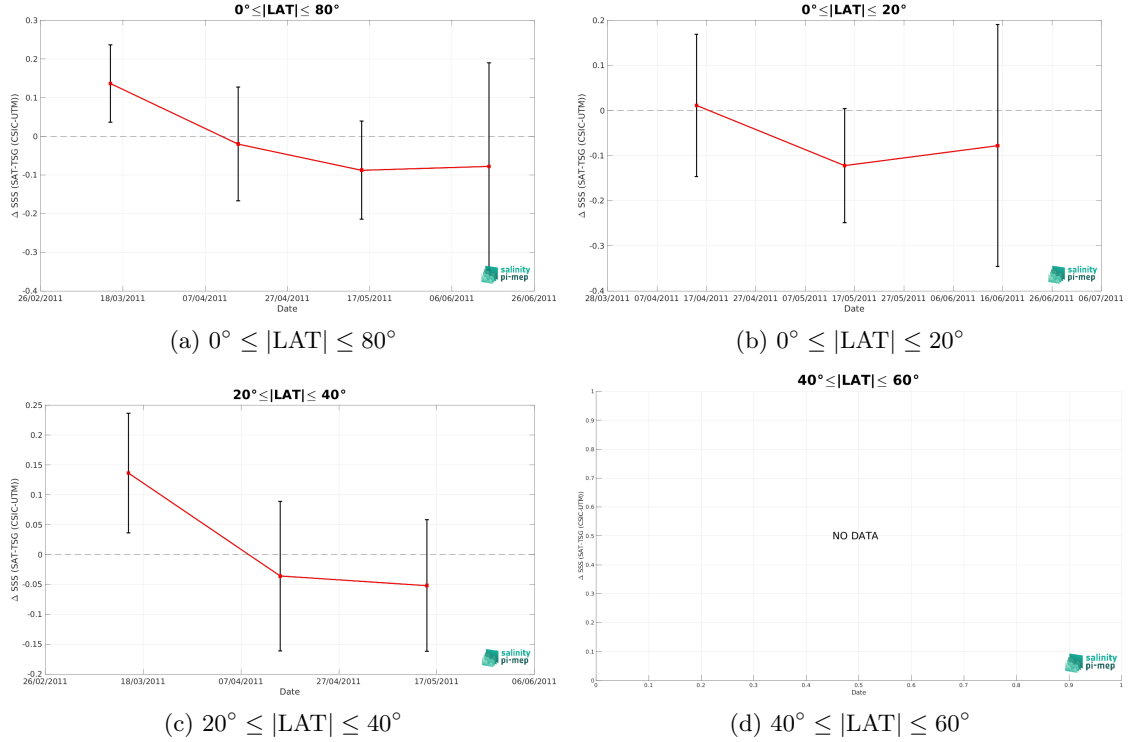 0°≤|LAT|≤ 80°
0.3
0.2
0.1
0
-0.1
-0.2
-0.3
-0.4
Δ SSS (SAT-TSG (CSIC-UTM))
26/02/2011 18/03/2011 07/04/2011 27/04/2011 17/05/2011 06/06/2011 26/06/2011
Date
salinity
pi-mep
(a) 0° ≤ |LAT| ≤ 80°
0°≤|LAT|≤ 20°
0.2
0.1
0
-0.1
-0.2
-0.3
-0.4
Δ SSS (SAT-TSG (CSIC-UTM))
28/03/2011 07/04/2011 17/04/2011 27/04/2011 07/05/2011 17/05/2011 27/05/2011 06/06/2011 16/06/2011 26/06/2011 06/07/2011
Date
salinity
pi-mep
(b) 0° ≤ |LAT| ≤ 20°
20°≤|LAT|≤ 40°
0.25
0.2
0.15
0.1
0.05
0
-0.05
-0.1
-0.15
-0.2
Δ SSS (SAT-TSG (CSIC-UTM))
26/02/2011 18/03/2011 07/04/2011 27/04/2011 17/05/2011 06/06/2011
Date
salinity
pi-mep
(c) 20° ≤ |LAT| ≤ 40°
40°≤|LAT|≤ 60°
1
0.9
0.8
0.7
0.6
0.5
0.4
0.3
0.2
0.1
0
Δ SSS (SAT-TSG (CSIC-UTM))
NO DATA
0 0.1 0.2 0.3 0.4 0.5 0.6 0.7 0.8 0.9 1
Date
salinity
pi-mep
(d) 40° ≤ |LAT| ≤ 60°